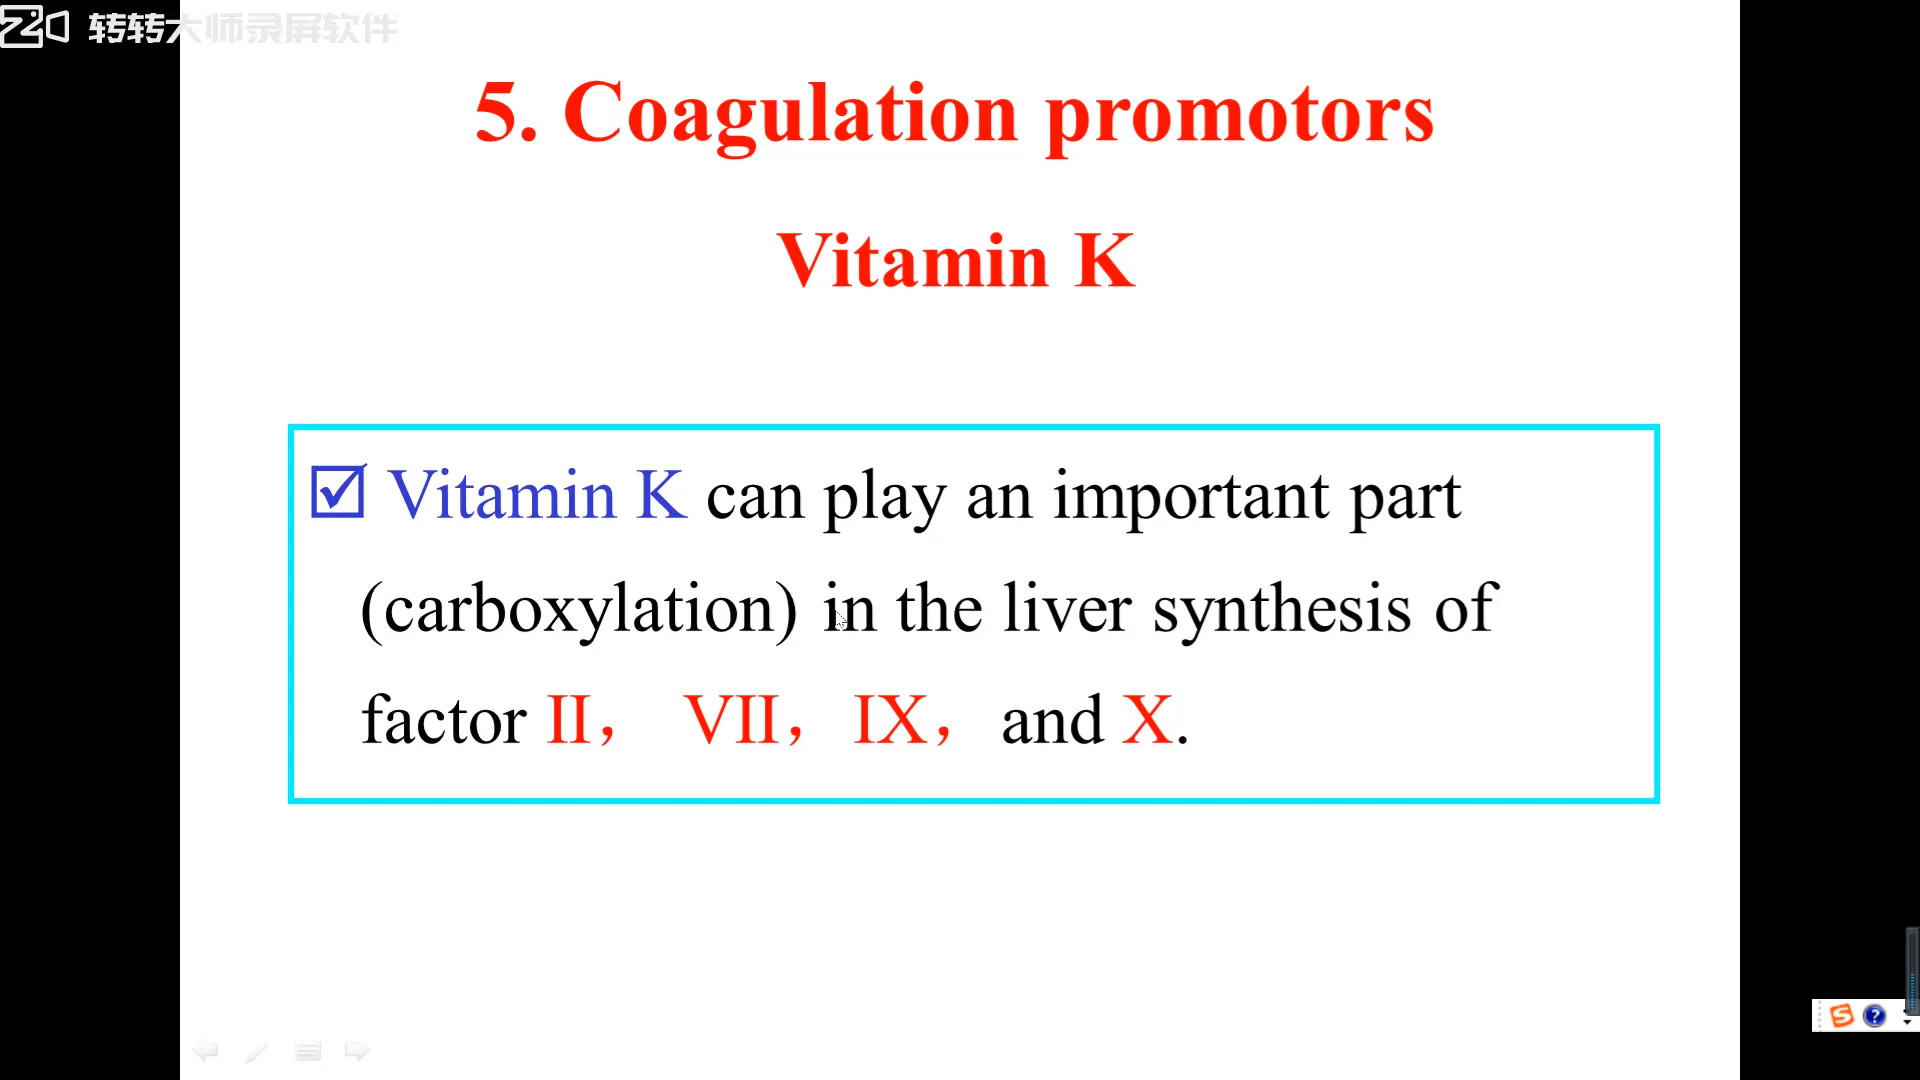 转转大师录屏软件
5. Coagulation promotors
Vitamin K
☑ Vitamin K can play an important part
(carboxylation) in the liver synthesis of
factor II， VII，IX， and X.